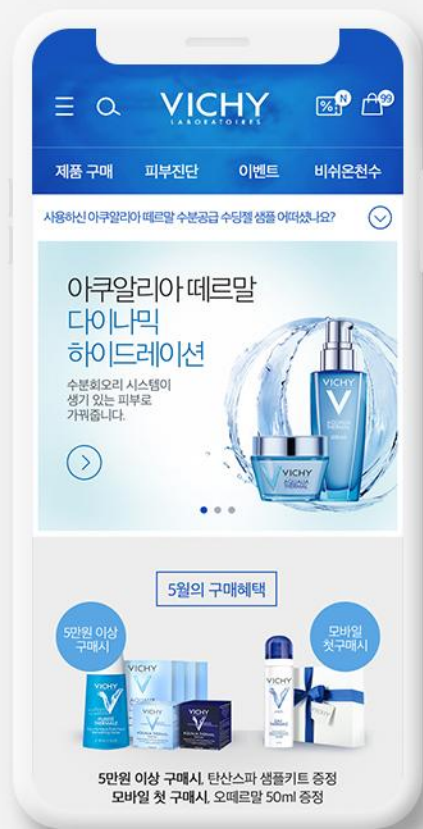 VICHY
LABORATOIRES
%
N
99
제품 구매 피부진단 이벤트 비쉬온천수
사용하신 아쿠알리아 떼르말 수분공급 수딩젤 샘플 어떠셨나요?
아쿠알리아 떼르말
다이나믹
하이드레이션
수분회오리 시스템이
생기 있는 피부로
가꿔줍니다.
VICHY
AQUALIA
THERMAL
VICHY
AQUALIA
THERMAL
5월의 구매혜택
5만원 이상
구매시
모바일
첫구매시
VICHY
PURETÉ
THERMALE
VICHY
VICHY
VICHY
VICHY
5만원 이상 구매시, 탄산스파 샘플키트 증정
모바일 첫 구매시, 오떼르말 50ml 증정